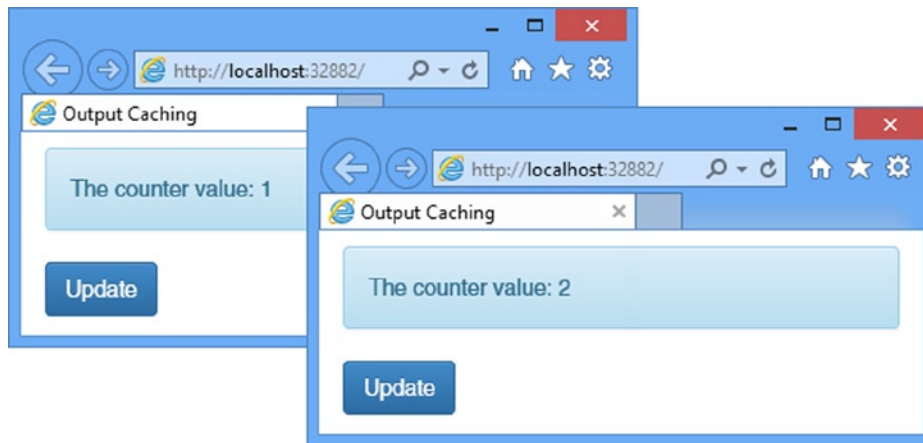 http://localhost:32882/
Output Caching
The counter value: 1
Update
http://localhost:32882/
Output Caching
The counter value: 2
Update